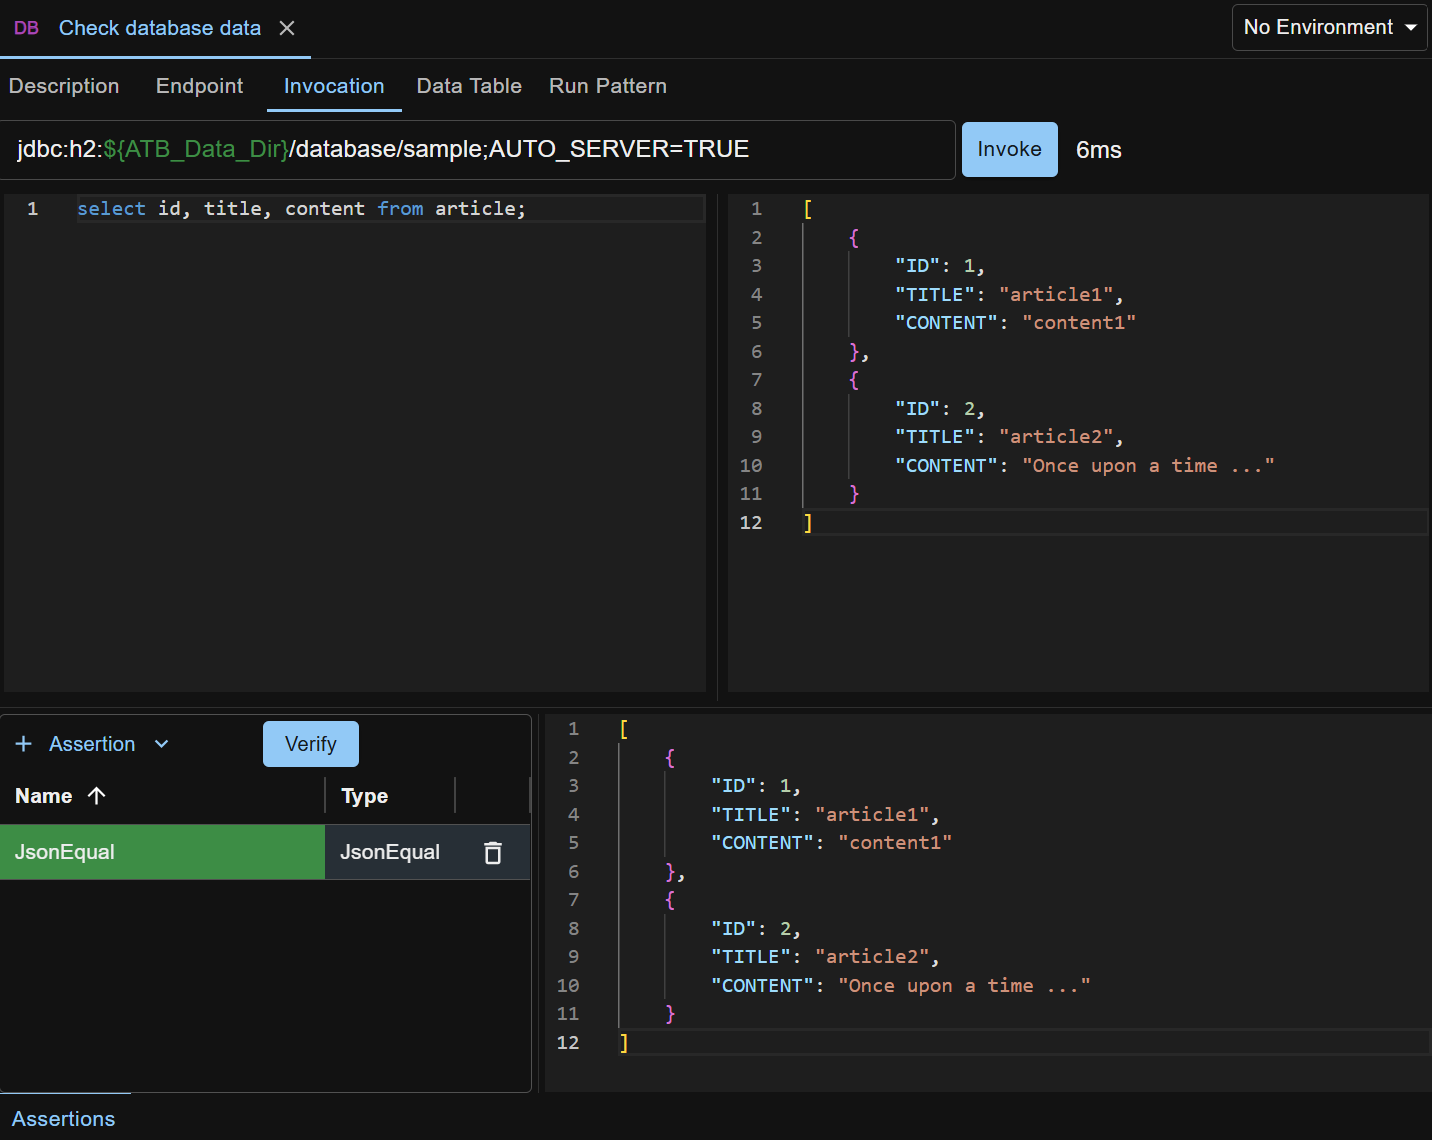 DB Check database data
No Environment
Description Endpoint Invocation Data Table Run Pattern
jdbc:h2:${ATB_Data_Dir}/database/sample;AUTO_SERVER=TRUE
Invoke 6ms
1 select id, title, content from article;
1 [
2 {
3 "ID": 1,
4 "TITLE": "article1",
5 "CONTENT": "content1"
6 },
7 {
8 "ID": 2,
9 "TITLE": "article2",
10 "CONTENT": "Once upon a time ..."
11 }
12 ]
+ Assertion Verify
Name Type
JsonEqual JsonEqual
1 [
2 {
3 "ID": 1,
4 "TITLE": "article1",
5 "CONTENT": "content1"
6 },
7 {
8 "ID": 2,
9 "TITLE": "article2",
10 "CONTENT": "Once upon a time ..."
11 }
12 ]
Assertions